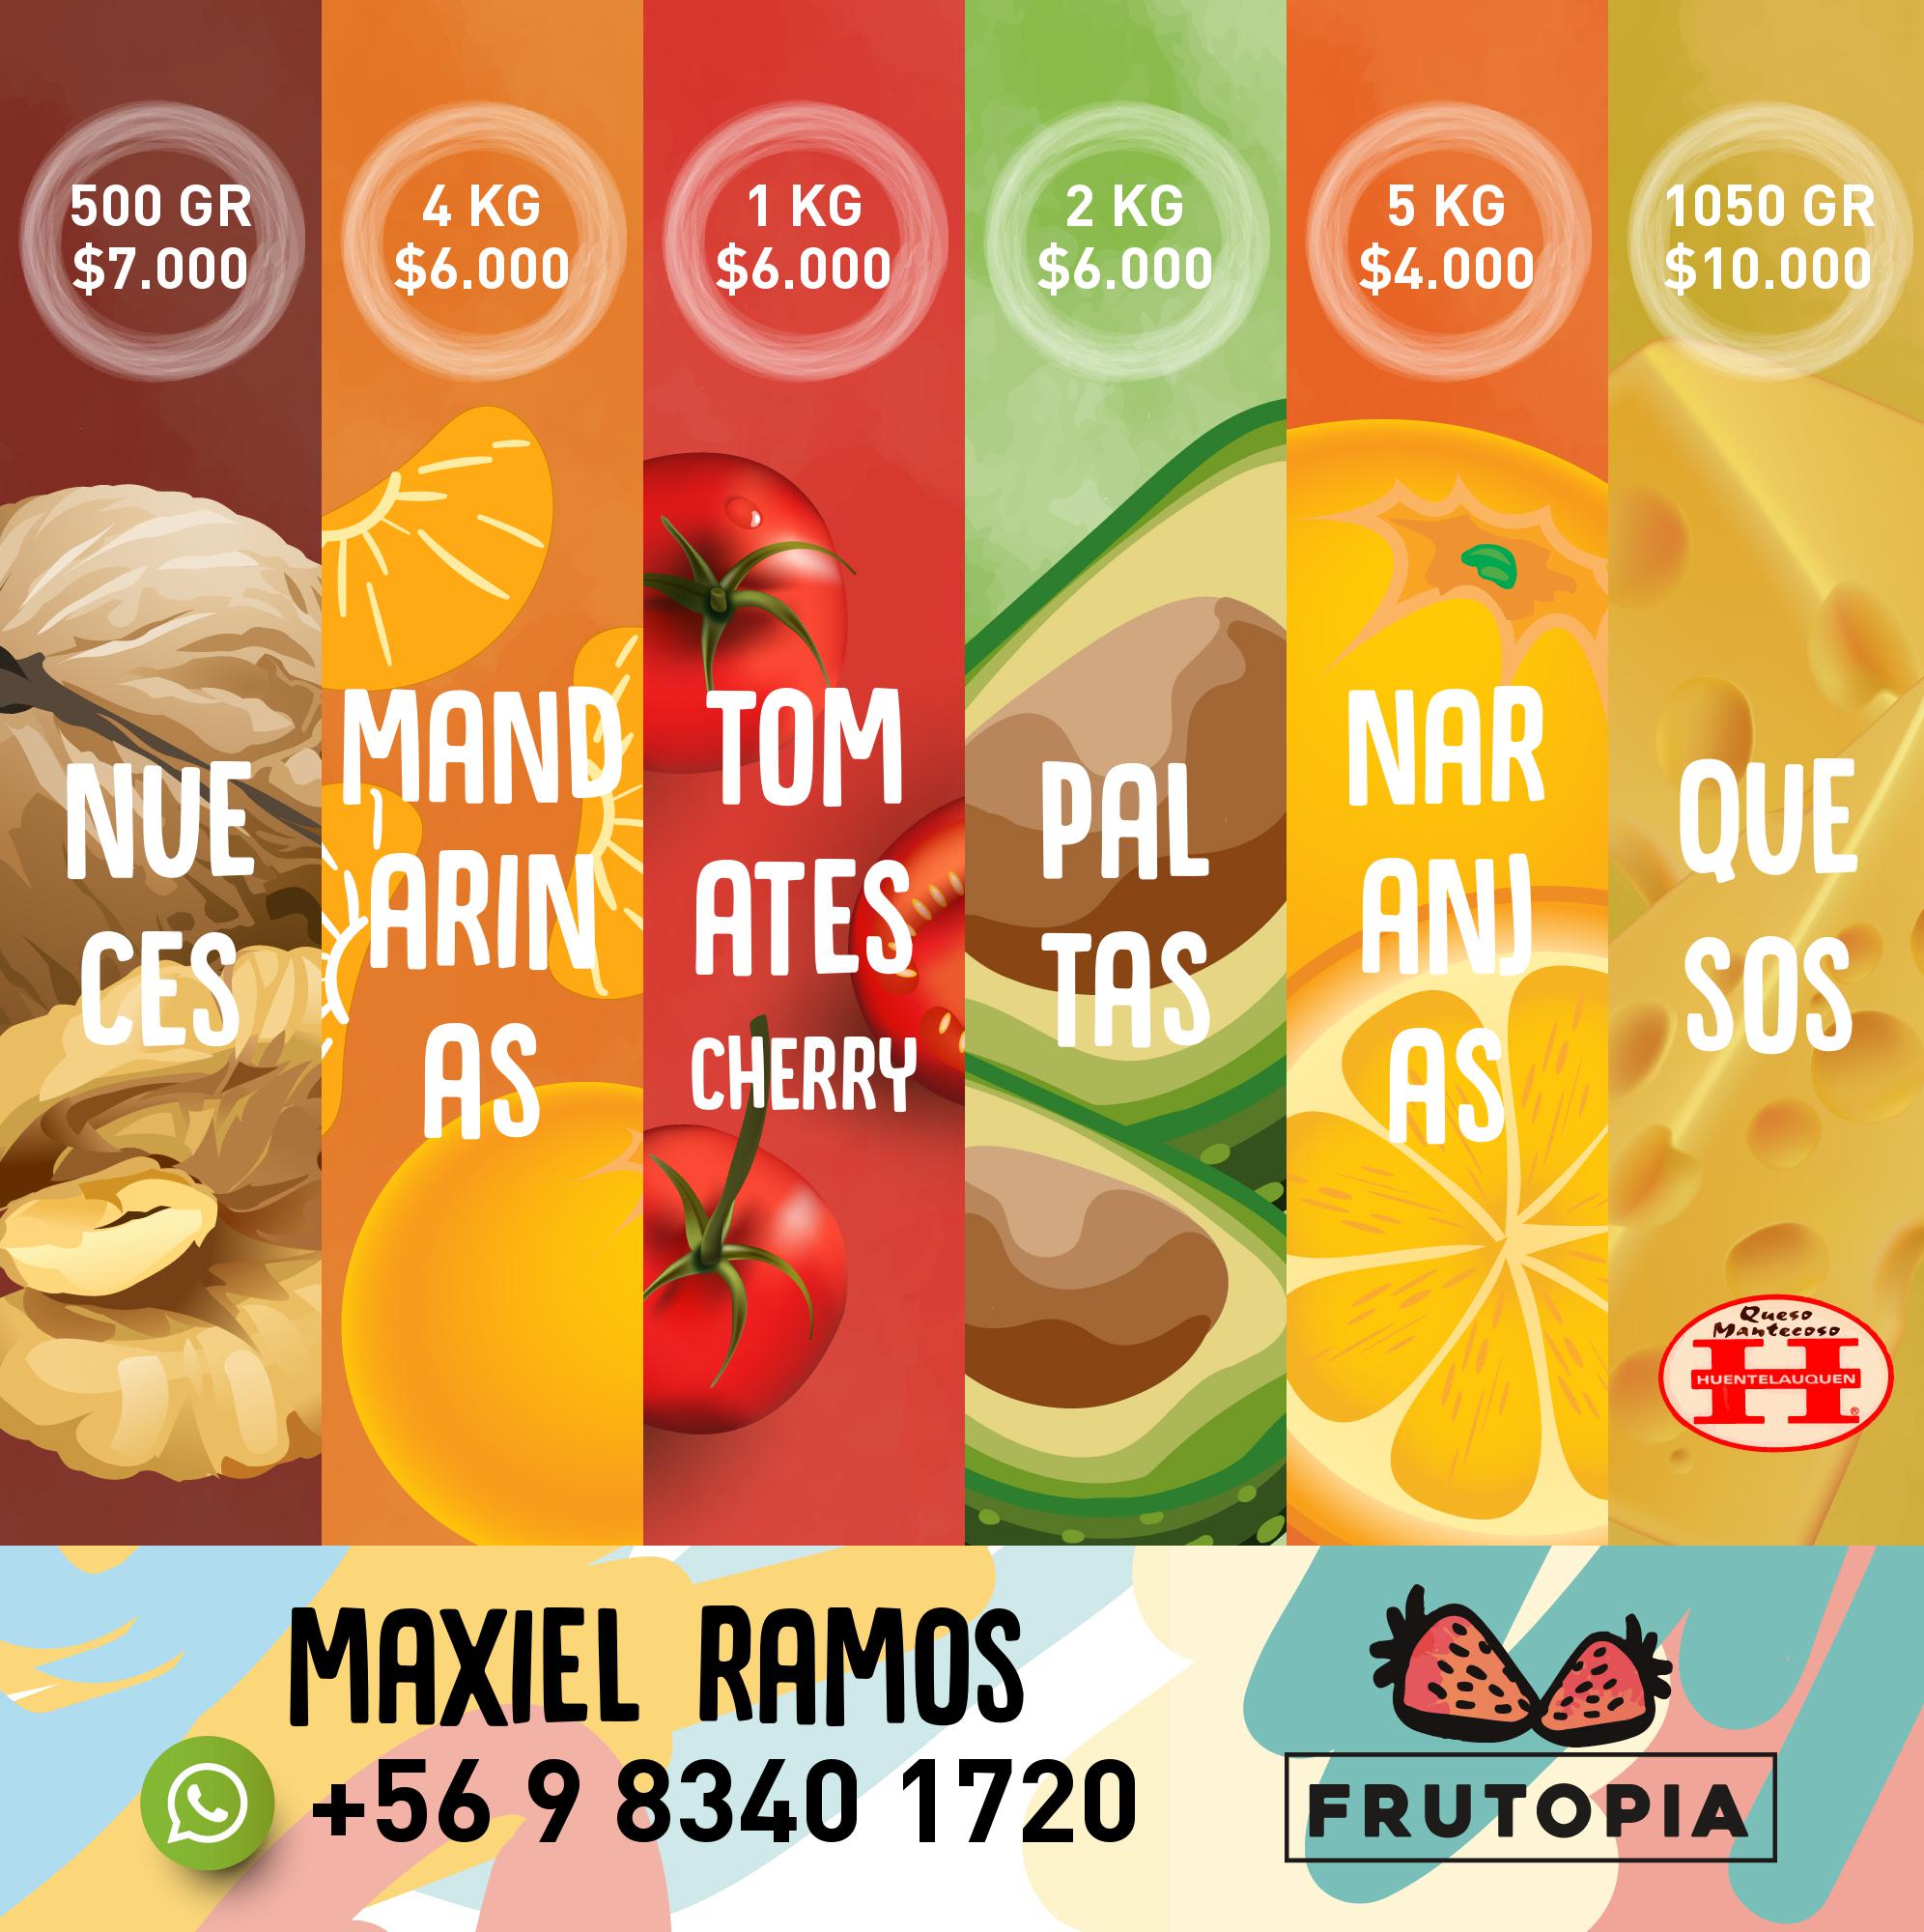 500 GR
$7.000
NUE
CES
4 KG
$6.000
MAND
ARIN
AS
1 KG
$6.000
TOM
ATES
CHERRY
2 KG
$6.000
PAL
TAS
5 KG
$4.000
NAR
ANJ
AS
1050 GR
$10.000
QUE
SOS
Queso
Mantecoso
H
HUENTELAUQUEN
®
MAXIEL RAMOS
+56 9 8340 1720
FRUTOPIA